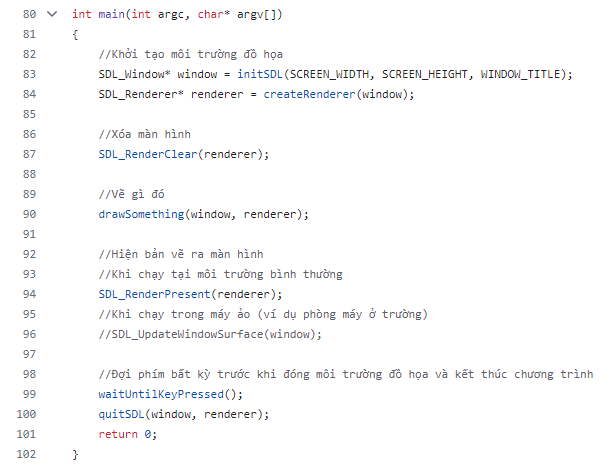 80 int main(int argc, char* argv[])
81 {
82 //Khởi tạo môi trường đồ họa
83 SDL_Window* window = initSDL(SCREEN_WIDTH, SCREEN_HEIGHT, WINDOW_TITLE);
84 SDL_Renderer* renderer = createRenderer(window);
85
86 //Xóa màn hình
87 SDL_RenderClear(renderer);
88
89 //Vẽ gì đó
90 drawSomething(window, renderer);
91
92 //Hiện bản vẽ ra màn hình
93 //Khi chạy tại môi trường bình thường
94 SDL_RenderPresent(renderer);
95 //Khi chạy trong máy ảo (ví dụ phòng máy ở trường)
96 //SDL_UpdateWindowSurface(window);
97
98 //Đợi phím bất kỳ trước khi đóng môi trường đồ họa và kết thúc chương trình
99 waitUntilKeyPressed();
100 quitSDL(window, renderer);
101 return 0;
102 }